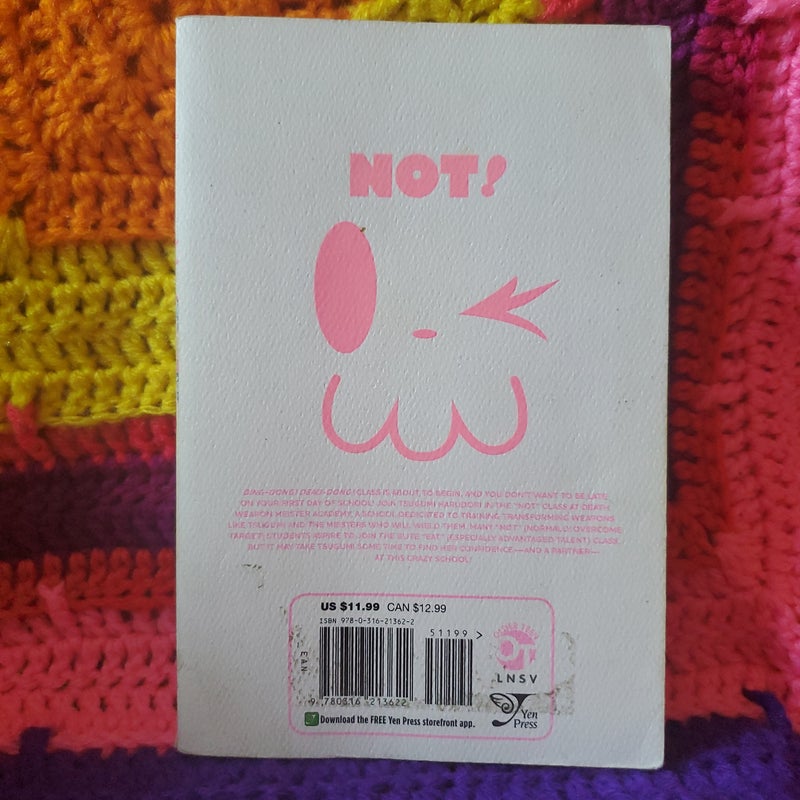 NOT!
DING-DONG! DEAD-DONG! CLASS IS ABOUT TO BEGIN, AND YOU DON'T WANT TO BE LATE
ON YOUR FIRST DAY OF SCHOOL! JOIN TSUGUMI HARUDORI IN THE "NOT" CLASS AT DEATH
WEAPON MEISTER ACADEMY, A SCHOOL DEDICATED TO TRAINING TRANSFORMING WEAPONS
LIKE TSUGUMI AND THE MEISTERS WHO WILL WIELD THEM. MANY "NOT" (NORMALLY OVERCOME
TARGET) STUDENTS ASPIRE TO JOIN THE ELITE "EAT" (ESPECIALLY ADVANTAGED TALENT) CLASS,
BUT IT MAY TAKE TSUGUMI SOME TIME TO FIND HER CONFIDENCE—AND A PARTNER—
AT THIS CRAZY SCHOOL!
US $11.99 CAN $12.99
ISBN 978-0-316-21362-2
51199 >
EAN
9 780316 213622
OLDER TEEN
OT
LNSV
Download the FREE Yen Press storefront app.
Yen
Press